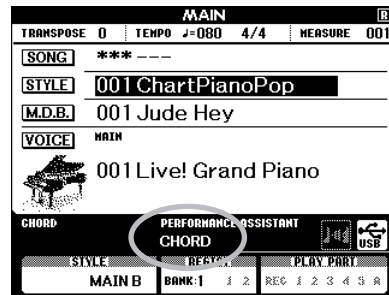 MAIN R
TRANSPOSE 0 TEMPO ♩=080 4/4 MEASURE 001
SONG *** ---
STYLE 001 ChartPianoPop
M.D.B. 001 Jude Hey
VOICE MAIN
001 Live! Grand Piano
CHORD PERFORMANCE ASSISTANT
CHORD
USB
STYLE REGIST PLAY PART
MAIN B BANK:1 1 2 REC 1 2 3 4 5 A